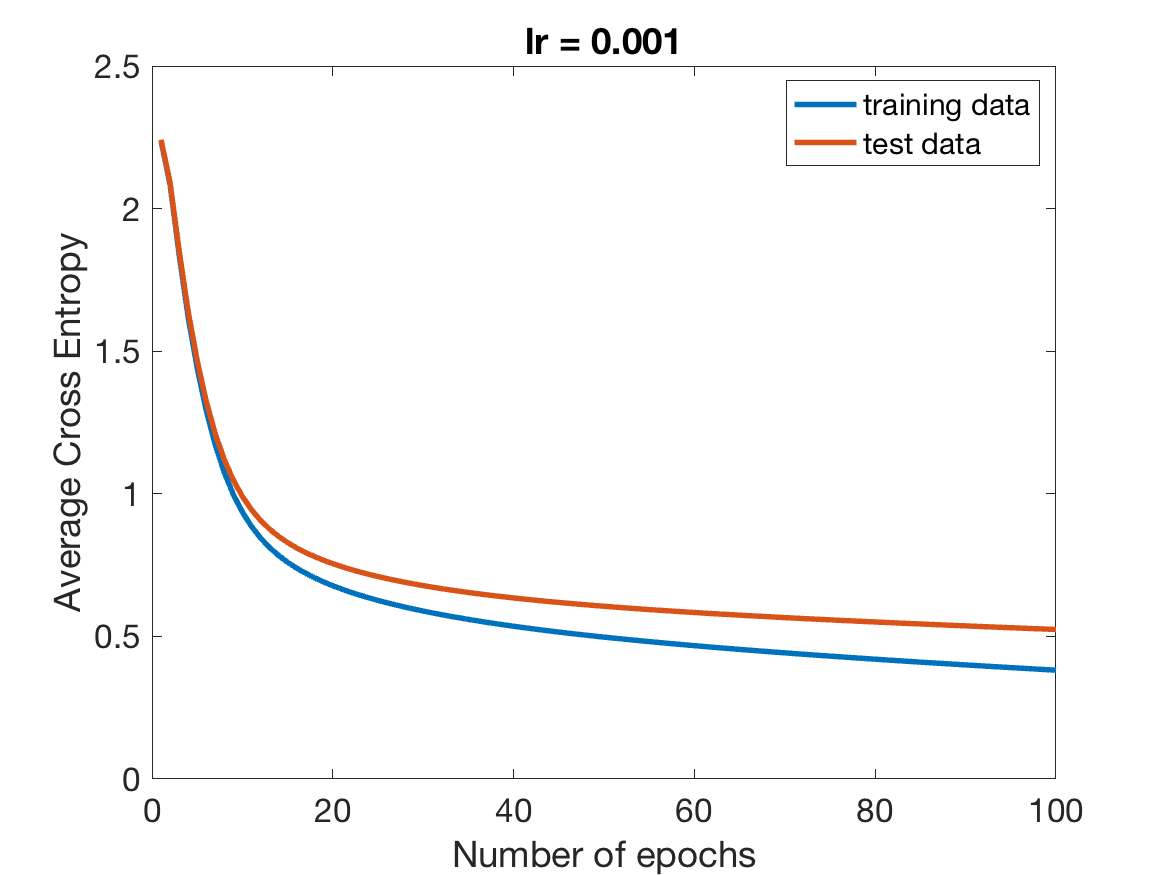 lr = 0.001
2.5
2
1.5
1
0.5
0
Average Cross Entropy
training data
test data
0 20 40 60 80 100
Number of epochs